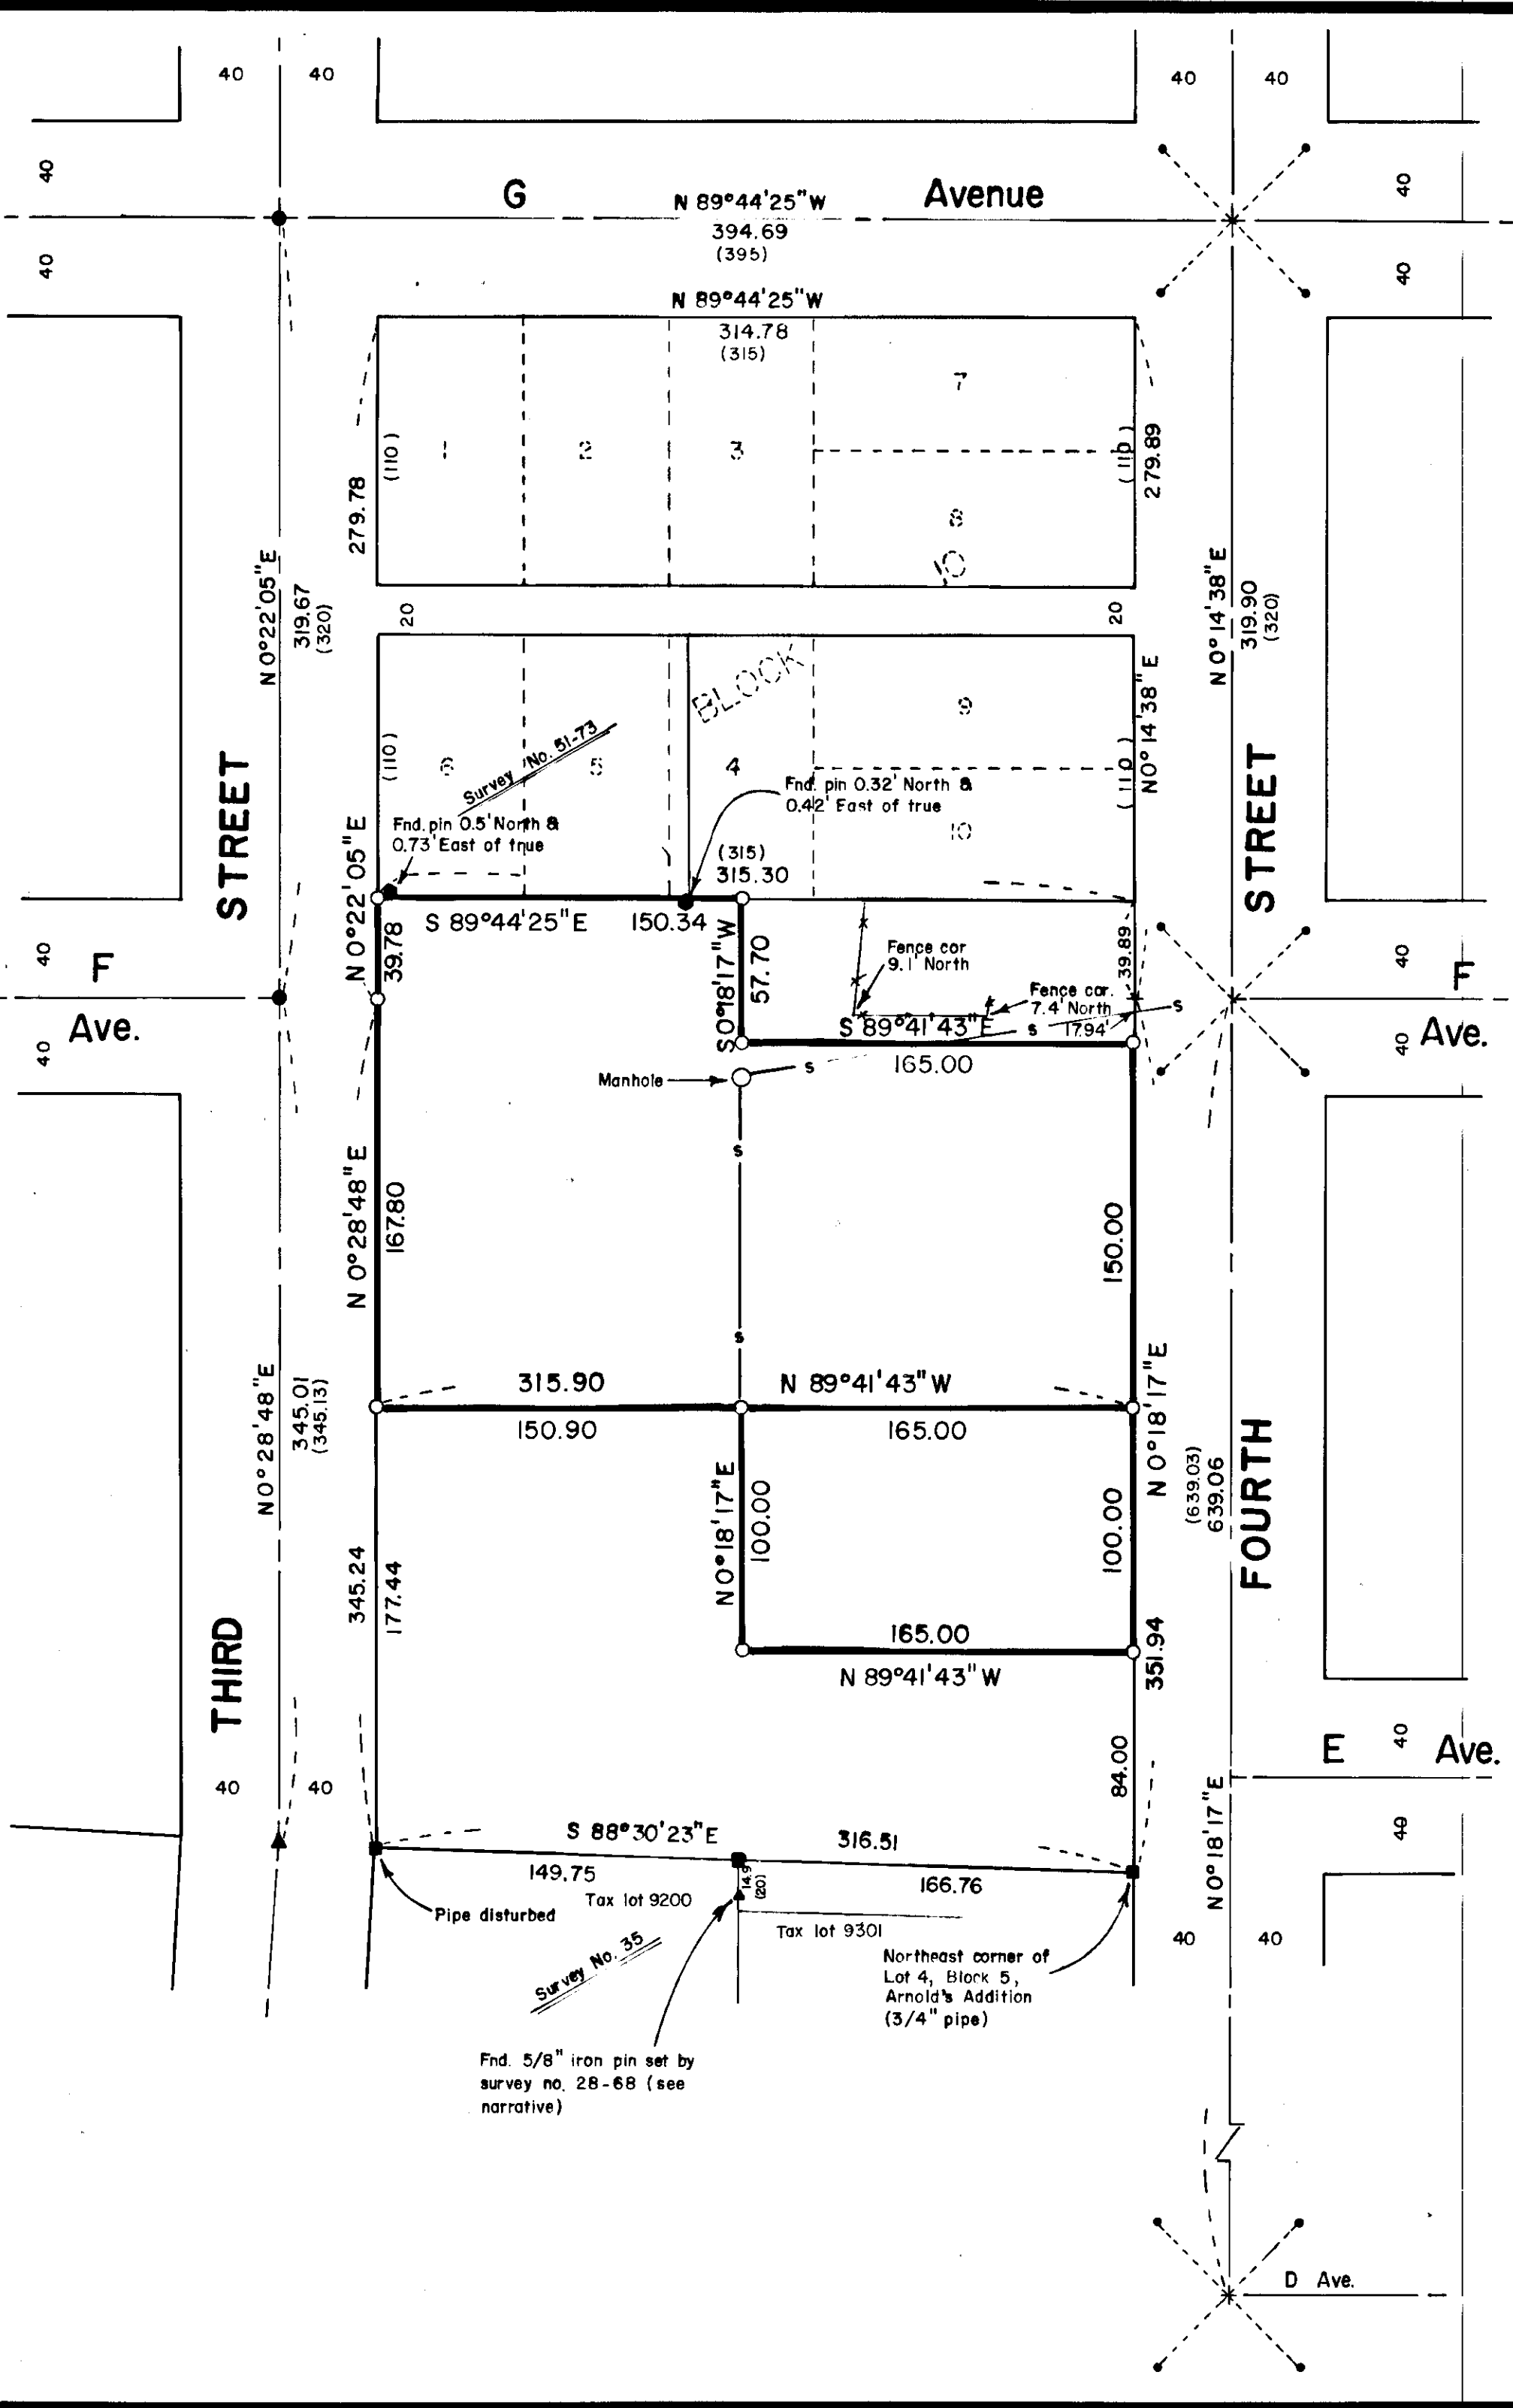 40 40
40 40
40
40
G Avenue
N 89°44'25"W
394.69
(395)
40
40
N 89°44'25"W
314.78
(315)
40
40
7
(110)
1
2
3
(110)
279.89
279.78
8
10
N 0°22'05"E
319.67
(320)
20
20
N 0°14'38"E
319.90
(320)
BLOCK
N 0°14'38"E
9
(110)
6
Survey No. 51-73
5
4
(110)
Fnd. pin 0.32' North &
0.42' East of true
10
STREET
STREET
Fnd. pin 0.5' North &
0.73' East of true
(315)
315.30
N 0°22'05"E
39.78
S 89°44'25"E
150.34
S 0°18'17"W
57.70
Fence cor
9.1' North
39.89
Fence cor.
7.4' North
17.94'
40
F
Ave.
40
40
F
Ave.
40
S 89°41'43"E
s
s
165.00
s
Manhole
s
N 0°28'48"E
167.80
150.00
s
N 0°28'48"E
345.01
(345.13)
315.90
N 89°41'43"W
150.90
165.00
N 0°18'17"E
N 0°18'17"E
100.00
100.00
(639.03)
639.06
FOURTH
345.24
177.44
165.00
N 89°41'43"W
351.94
THIRD
84.00
E
40
Ave.
40
40
40
N 0°18'17"E
S 88°30'23"E
316.51
149.75
14.9
(20)
166.76
Tax lot 9200
Pipe disturbed
Tax lot 9301
40
40
Survey No. 35
Northeast corner of
Lot 4, Block 5,
Arnold's Addition
(3/4" pipe)
Fnd. 5/8" iron pin set by
survey no. 28-68 (see
narrative)
D Ave.